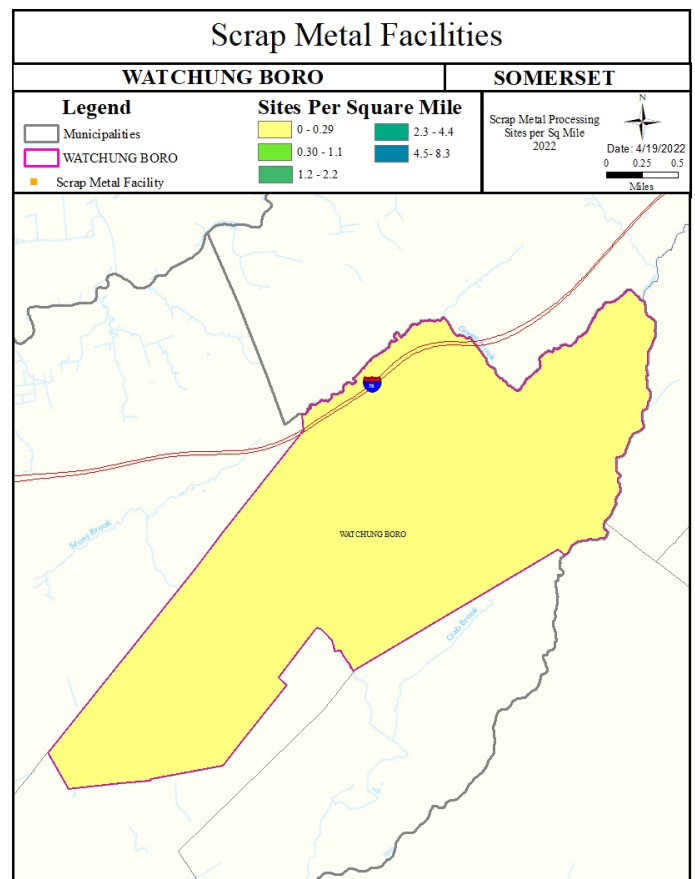 Scrap Metal Facilities
WATCHUNG BORO
SOMERSET
Legend
Municipalities
WATCHUNG BORO
Scrap Metal Facility
Sites Per Square Mile
0 - 0.29
0.30 - 1.1
1.2 - 2.2
2.3 - 4.4
4.5- 8.3
Scrap Metal Processing
Sites per Sq Mile
2022
N
Date: 4/19/2022
0 0.25 0.5
Miles
Green Brook
78
Stony Brook
WATCHUNG BORO
Crab Brook